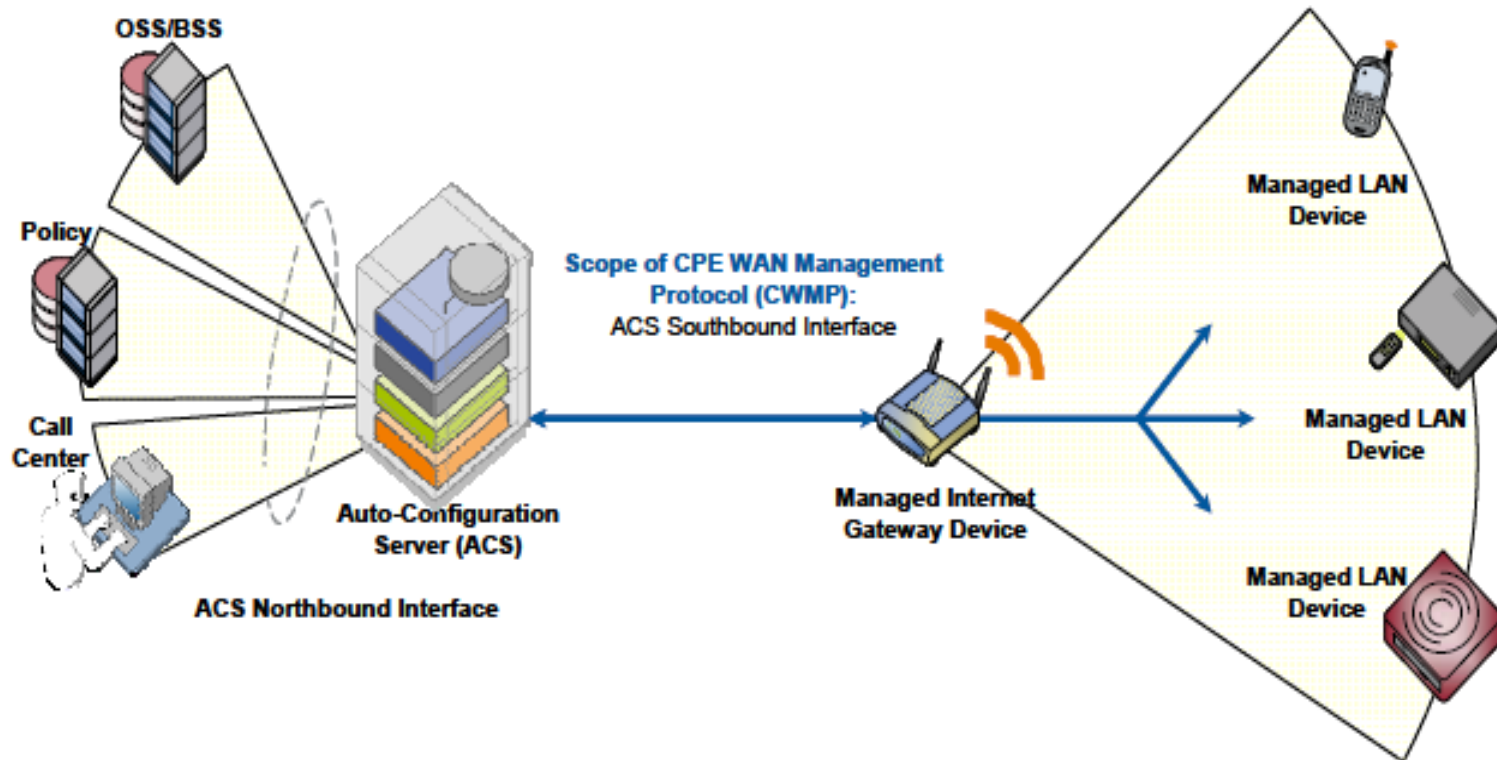 OSS/BSS
Policy
Call
Center
Auto-Configuration
Server (ACS)
ACS Northbound Interface
Scope of CPE WAN Management
Protocol (CWMP):
ACS Southbound Interface
Managed Internet
Gateway Device
Managed LAN
Device
Managed LAN
Device
Managed LAN
Device